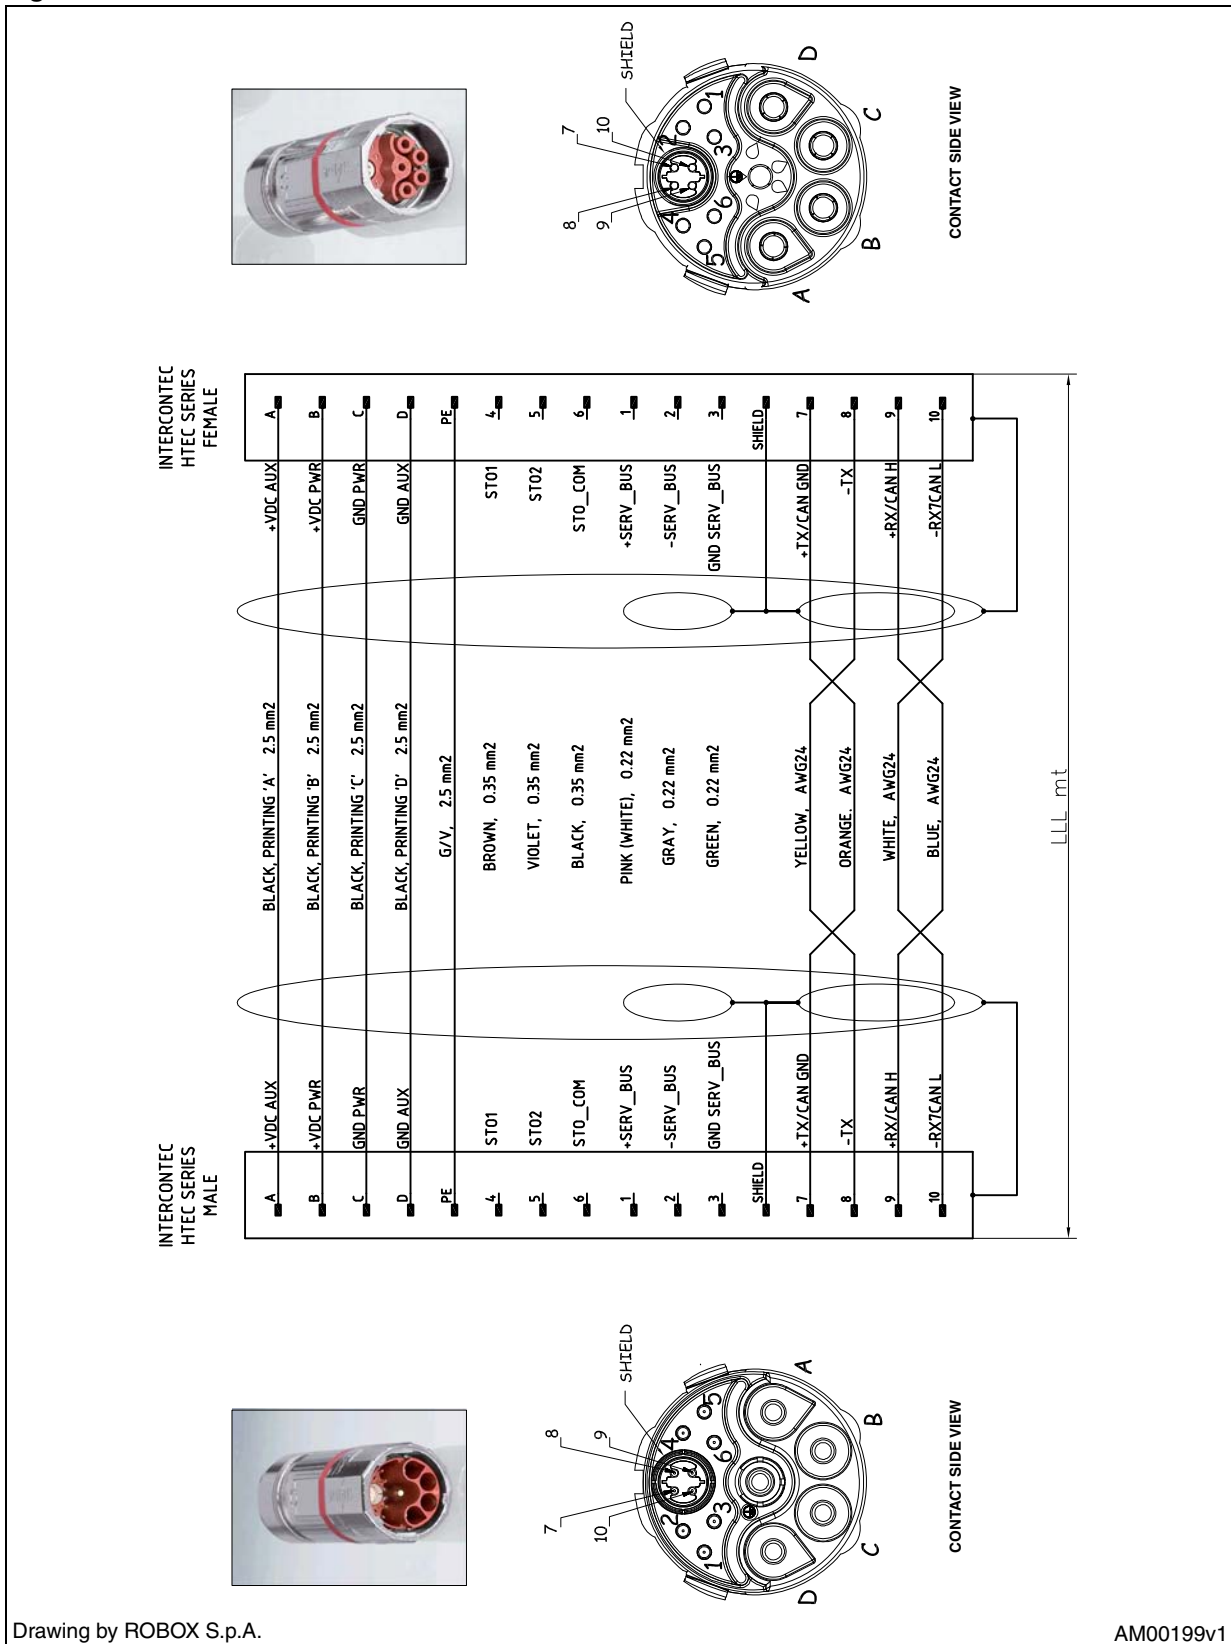 INTERCONTEC
HTEC SERIES
MALE
A
B
C
D
PE
4
5
6
1
2
3
SHIELD
7
8
9
10
+VDC AUX
+VDC PWR
GND PWR
GND AUX
STO1
STO2
STO_COM
+SERV_BUS
-SERV_BUS
GND SERV_BUS
+TX/CAN GND
-TX
+RX/CAN H
-RX7CAN L
BLACK, PRINTING 'A' 2.5 mm2
BLACK, PRINTING 'B' 2.5 mm2
BLACK, PRINTING 'C' 2.5 mm2
BLACK, PRINTING 'D' 2.5 mm2
G/V, 2.5 mm2
BROWN, 0.35 mm2
VIOLET, 0.35 mm2
BLACK, 0.35 mm2
PINK (WHITE), 0.22 mm2
GRAY, 0.22 mm2
GREEN, 0.22 mm2
YELLOW, AWG24
ORANGE. AWG24
WHITE, AWG24
BLUE, AWG24
LLL mt
INTERCONTEC
HTEC SERIES
FEMALE
+VDC AUX
+VDC PWR
GND PWR
GND AUX
STO1
STO2
STO_COM
+SERV_BUS
-SERV_BUS
GND SERV_BUS
+TX/CAN GND
-TX
+RX/CAN H
-RX7CAN L
A
B
C
D
PE
4
5
6
1
2
3
SHIELD
7
8
9
10
7
10
8
9
SHIELD
2
1
3
4
6
5
D
C
B
A
CONTACT SIDE VIEW
8
9
7
10
SHIELD
4
5
6
2
3
1
A
B
C
D
CONTACT SIDE VIEW
Drawing by ROBOX S.p.A.
AM00199v1